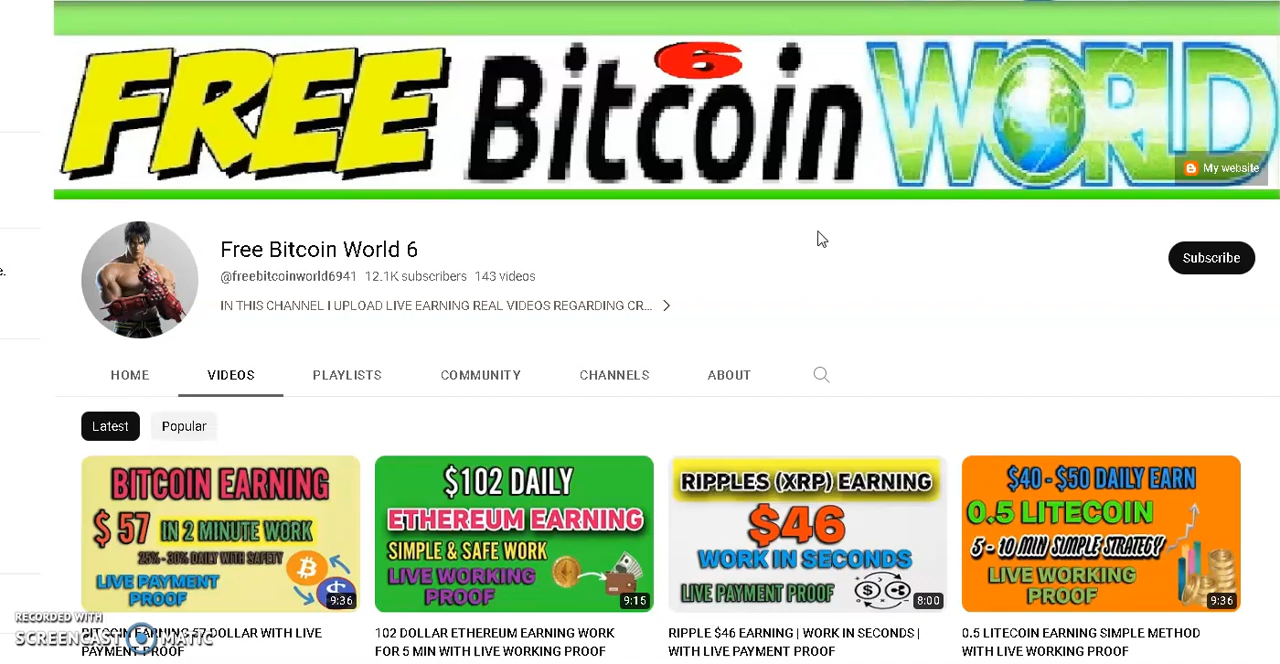 FREE Bitcoin 6 WORLD
My website
e.
Free Bitcoin World 6
@freebitcoinworld6941 12.1K subscribers 143 videos
IN THIS CHANNEL I UPLOAD LIVE EARNING REAL VIDEOS REGARDING CR...
Subscribe
HOME VIDEOS PLAYLISTS COMMUNITY CHANNELS ABOUT
Latest Popular
BITCOIN EARNING
$ 57 IN 2 MINUTE WORK
25% - 30% DAILY WITH SAFETY
LIVE PAYMENT
PROOF
9:36
$102 DAILY
ETHEREUM EARNING
SIMPLE & SAFE WORK
LIVE WORKING
PROOF
9:15
RIPPLES (XRP) EARNING
$46
WORK IN SECONDS
LIVE PAYMENT PROOF
8:00
$40 - $50 DAILY EARN
0.5 LITECOIN
5 - 10 MIN SIMPLE STRATEGY
LIVE WORKING
PROOF
9:36
BITCOIN EARNING 57 DOLLAR WITH LIVE
PAYMENT PROOF
102 DOLLAR ETHEREUM EARNING WORK
FOR 5 MIN WITH LIVE WORKING PROOF
RIPPLE $46 EARNING | WORK IN SECONDS |
WITH LIVE PAYMENT PROOF
0.5 LITECOIN EARNING SIMPLE METHOD
WITH LIVE WORKING PROOF
RECORDED WITH
SCREENCAST MATIC